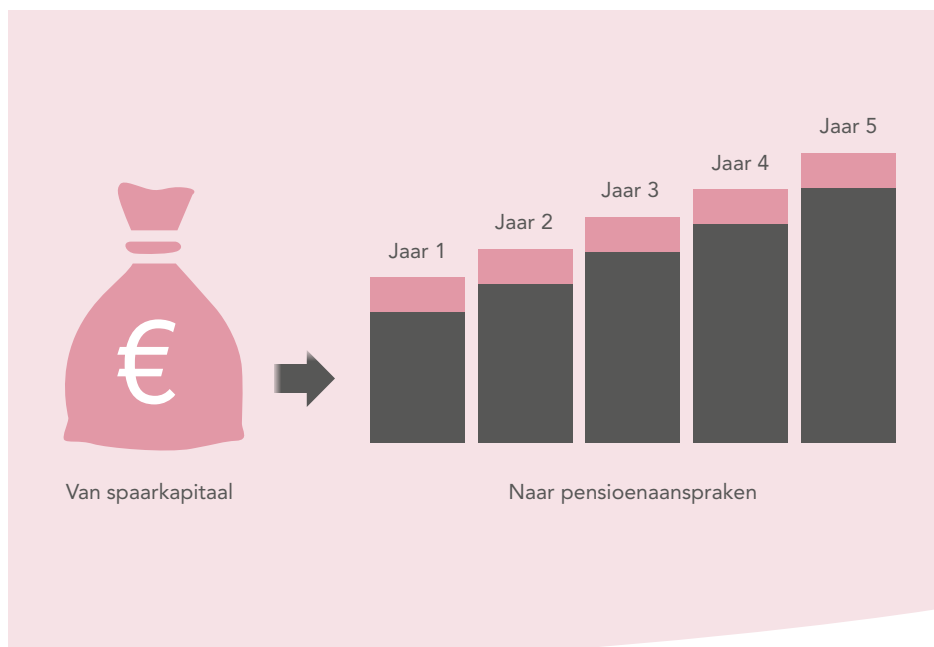 Jaar 1
Jaar 2
Jaar 3
Jaar 4
Jaar 5
€
Van spaarkapitaal
Naar pensioenaanspraken